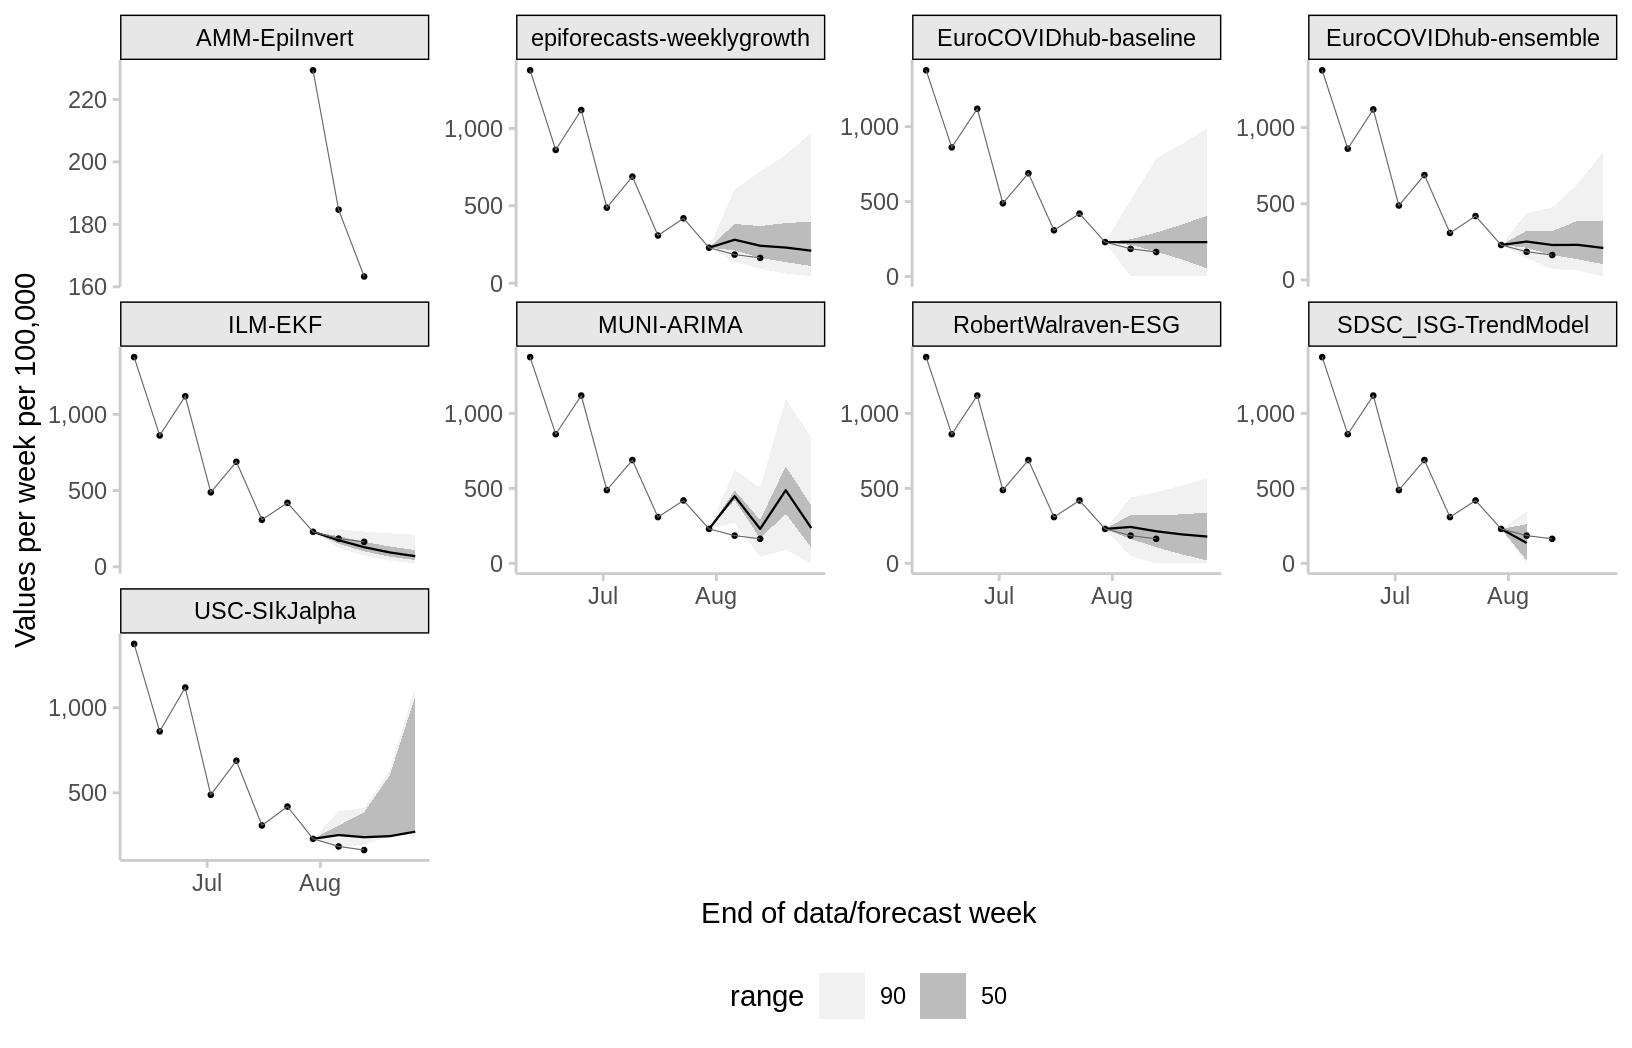 AMM-EpiInvert
epiforecasts-weeklygrowth
EuroCOVIDhub-baseline
EuroCOVIDhub-ensemble
220
200
180
160
1,000
500
0
1,000
500
0
1,000
500
0
ILM-EKF
MUNI-ARIMA
RobertWalraven-ESG
SDSC_ISG-TrendModel
1,000
500
0
1,000
500
0
1,000
500
0
1,000
500
0
Jul Aug
Jul Aug
Jul Aug
USC-SIkJalpha
1,000
500
Jul Aug
Values per week per 100,000
End of data/forecast week
range 90 50